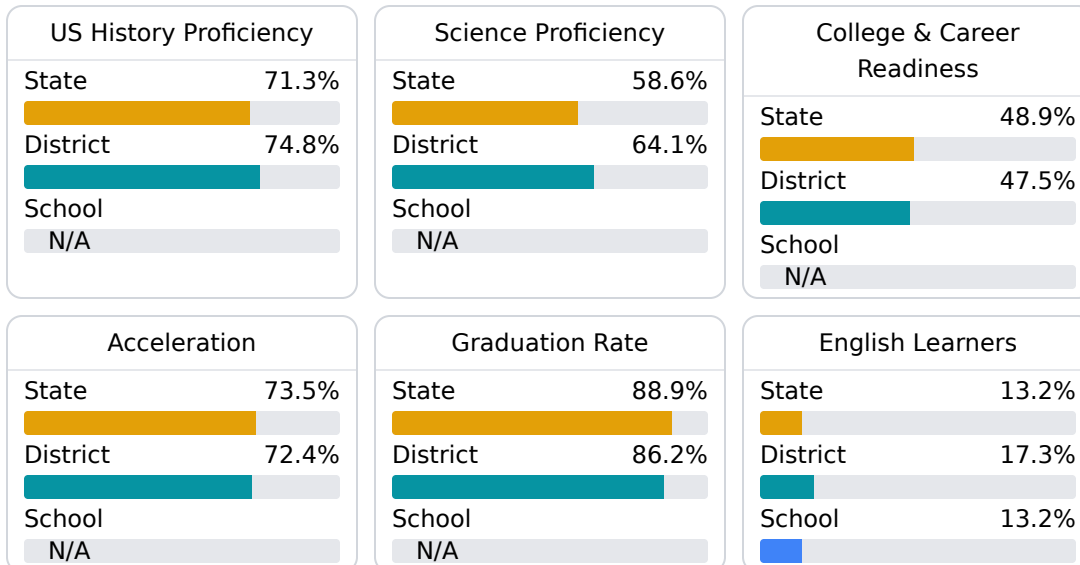 US History Proficiency
State 71.3%
District 74.8%
School
N/A
Science Proficiency
State 58.6%
District 64.1%
School
N/A
College & Career
Readiness
State 48.9%
District 47.5%
School
N/A
Acceleration
State 73.5%
District 72.4%
School
N/A
Graduation Rate
State 88.9%
District 86.2%
School
N/A
English Learners
State 13.2%
District 17.3%
School 13.2%